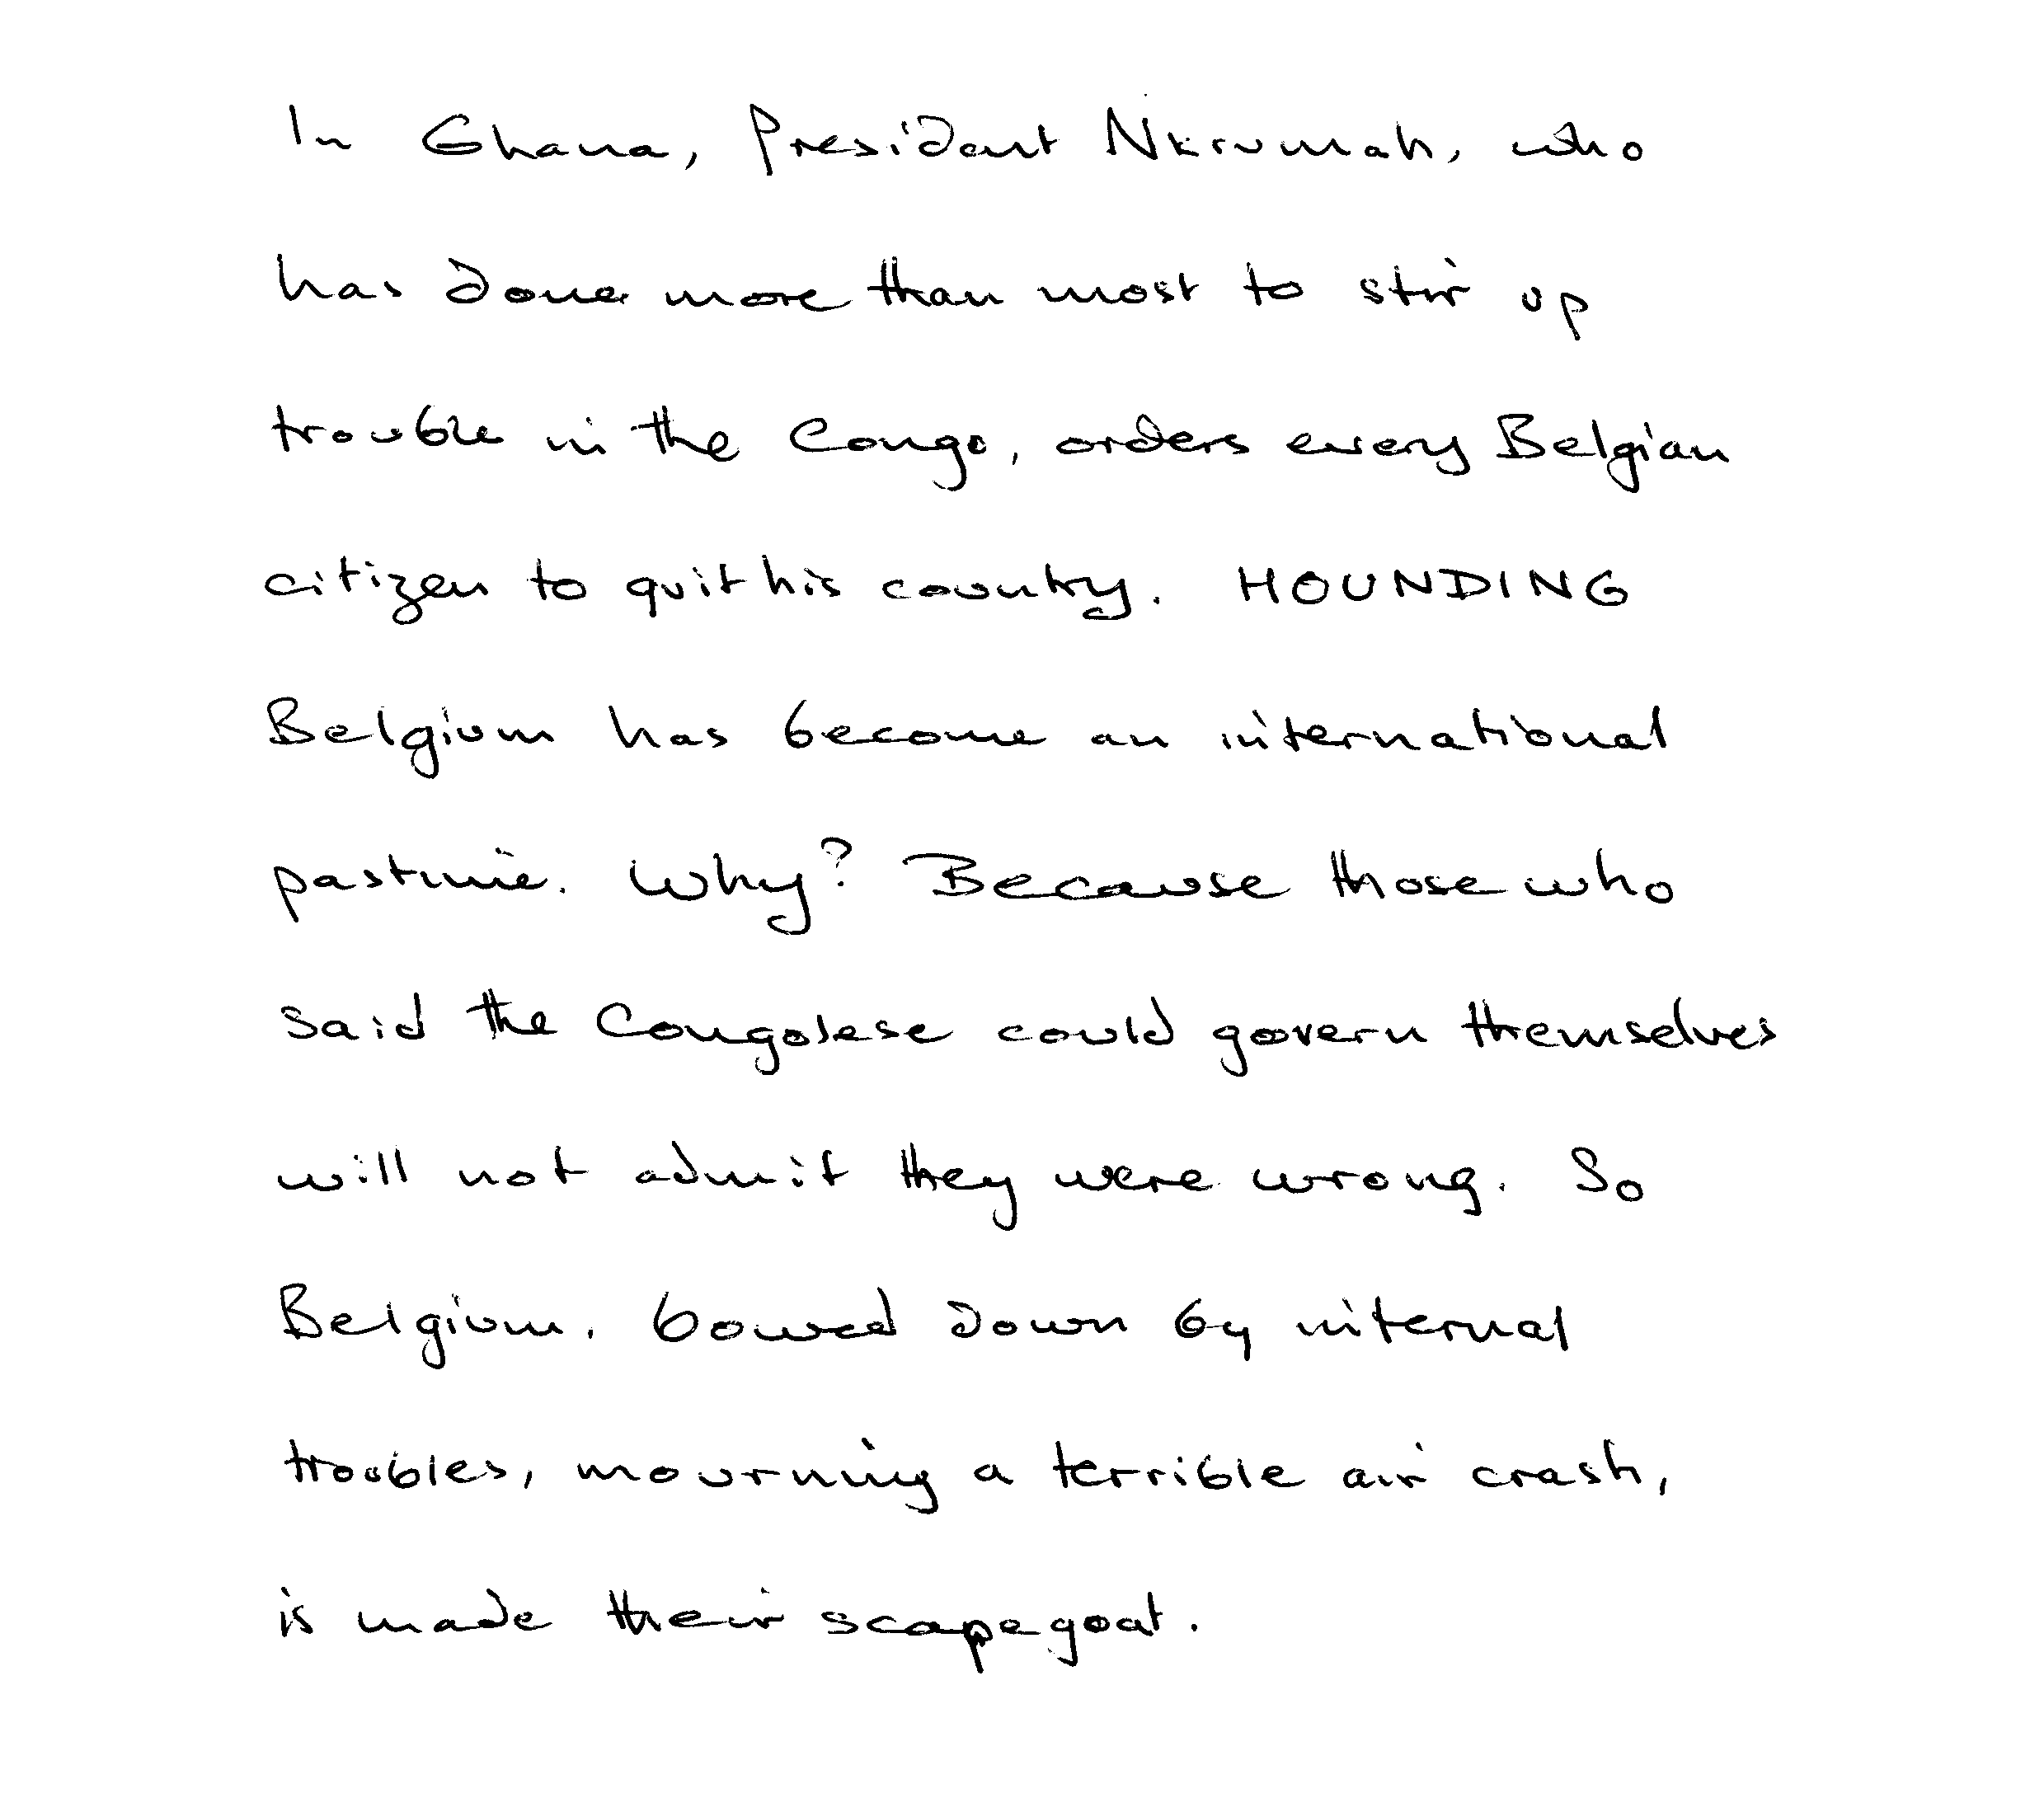 In Ghana, President Nkrumah, who
has done more than most to stir up
trouble in the Congo, orders every Belgian
citizen to quit his country. HOUNDING
Belgium has become an international
pastime. Why? Because those who
said the Congolese could govern themselves
will not admit they were wrong. So
Belgium, bowed down by internal
troubles, mourning a terrible air crash,
is made their scapegoat.